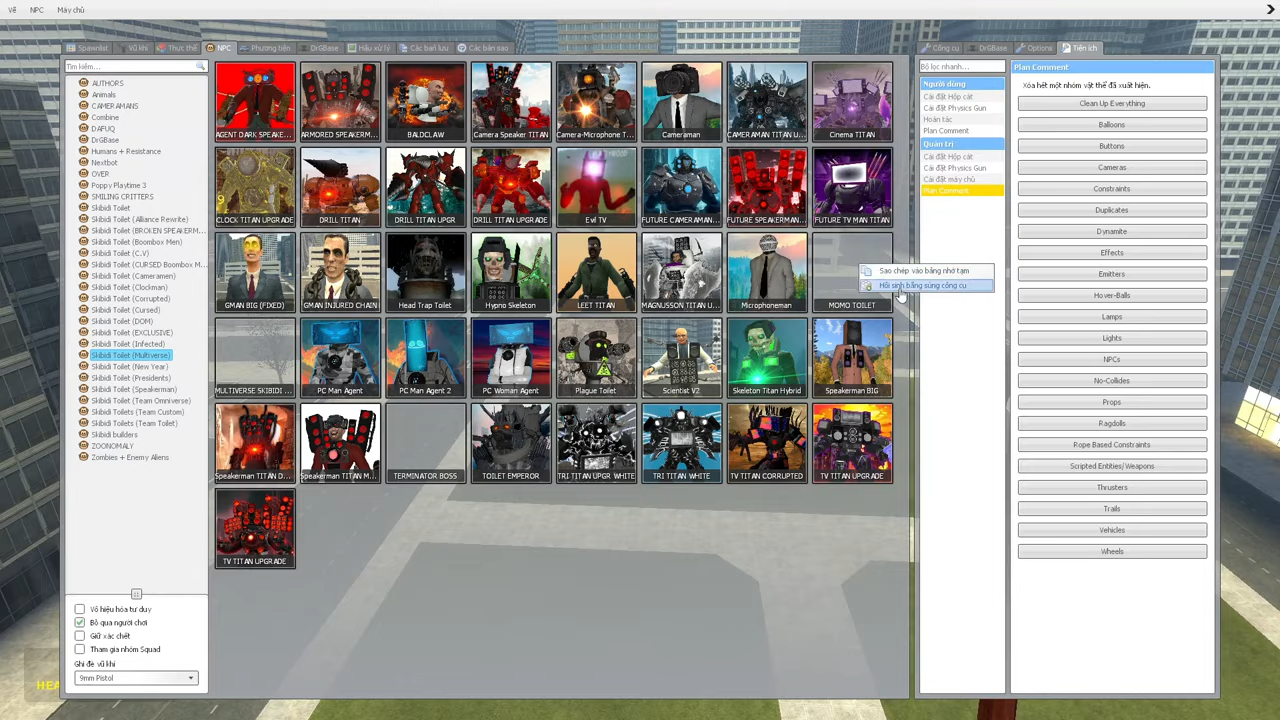 Vẽ NPC Máy chủ
Spawnlist Vũ khí Thực thể NPC Phương tiện DrGBase Hậu xử lý Các bản lưu Các bản sao
Công cụ DrGBase Options Tiện ích
Tìm kiếm...
AUTHORS
Animals
CAMERAMANS
Combine
DAFUQ
DrGBase
Humans + Resistance
Nextbot
OVER
Poppy Playtime 3
SMILING CRITTERS
Skibidi Toilet
Skibidi Toilet (Alliance Rewrite)
Skibidi Toilet (BROKEN SPEAKERM...
Skibidi Toilet (Boombox Men)
Skibidi Toilet (C.V)
Skibidi Toilet (CURSED Boombox M...
Skibidi Toilet (Cameramen)
Skibidi Toilet (Clockman)
Skibidi Toilet (Corrupted)
Skibidi Toilet (Cursed)
Skibidi Toilet (DOM)
Skibidi Toilet (EXCLUSIVE)
Skibidi Toilet (Infected)
Skibidi Toilet (Multiverse)
Skibidi Toilet (New Year)
Skibidi Toilet (Presidents)
Skibidi Toilet (Speakerman)
Skibidi Toilet (Team Omniverse)
Skibidi Toilets (Team Custom)
Skibidi Toilets (Team Toilet)
Skibidi builders
ZOONOMALY
Zombies + Enemy Aliens
Vô hiệu hóa tư duy
Bỏ qua người chơi
Giữ xác chết
Tham gia nhóm Squad
Ghi đè vũ khí
9mm Pistol
AGENT DARK SPEAKE... ARMORED SPEAKERM... BALDCLAW Camera Speaker TITAN Camera-Microphone T... Cameraman CAMERAMAN TITAN U... Cinema TITAN
CLOCK TITAN UPGRADE DRILL TITAN DRILL TITAN UPGR DRILL TITAN UPGRADE Evil TV FUTURE CAMERAMAN... FUTURE SPEAKERMAN... FUTURE TV MAN TITAN
GMAN BIG (FIXED) GMAN INJURED CHAIN Head Trap Toilet Hypno Skeleton LEET TITAN MAGNUSSON TITAN U... Microphoneman MOMO TOILET
Sao chép vào bảng nhớ tạm
Hồi sinh bằng súng công cụ
MULTIVERSE SKIBIDI ... PC Man Agent PC Man Agent 2 PC Woman Agent Plague Toilet Scientist V2 Skeleton Titan Hybrid Speakerman BIG
Speakerman TITAN D... Speakerman TITAN M... TERMINATOR BOSS TOILET EMPEROR TRI TITAN UPGR WHITE TRI TITAN WHITE TV TITAN CORRUPTED TV TITAN UPGRADE
TV TITAN UPGRADE
Bộ lọc nhanh...
Người dùng
Cài đặt Hộp cát
Cài đặt Physics Gun
Hoàn tác
Plan Comment
Quản trị
Cài đặt Hộp cát
Cài đặt Physics Gun
Cài đặt máy chủ
Plan Comment
Plan Comment
Xóa hết một nhóm vật thể đã xuất hiện.
Clean Up Everything
Balloons
Buttons
Cameras
Constraints
Duplicates
Dynamite
Effects
Emitters
Hover-Balls
Lamps
Lights
NPCs
No-Collides
Props
Ragdolls
Rope Based Constraints
Scripted Entities/Weapons
Thrusters
Trails
Vehicles
Wheels